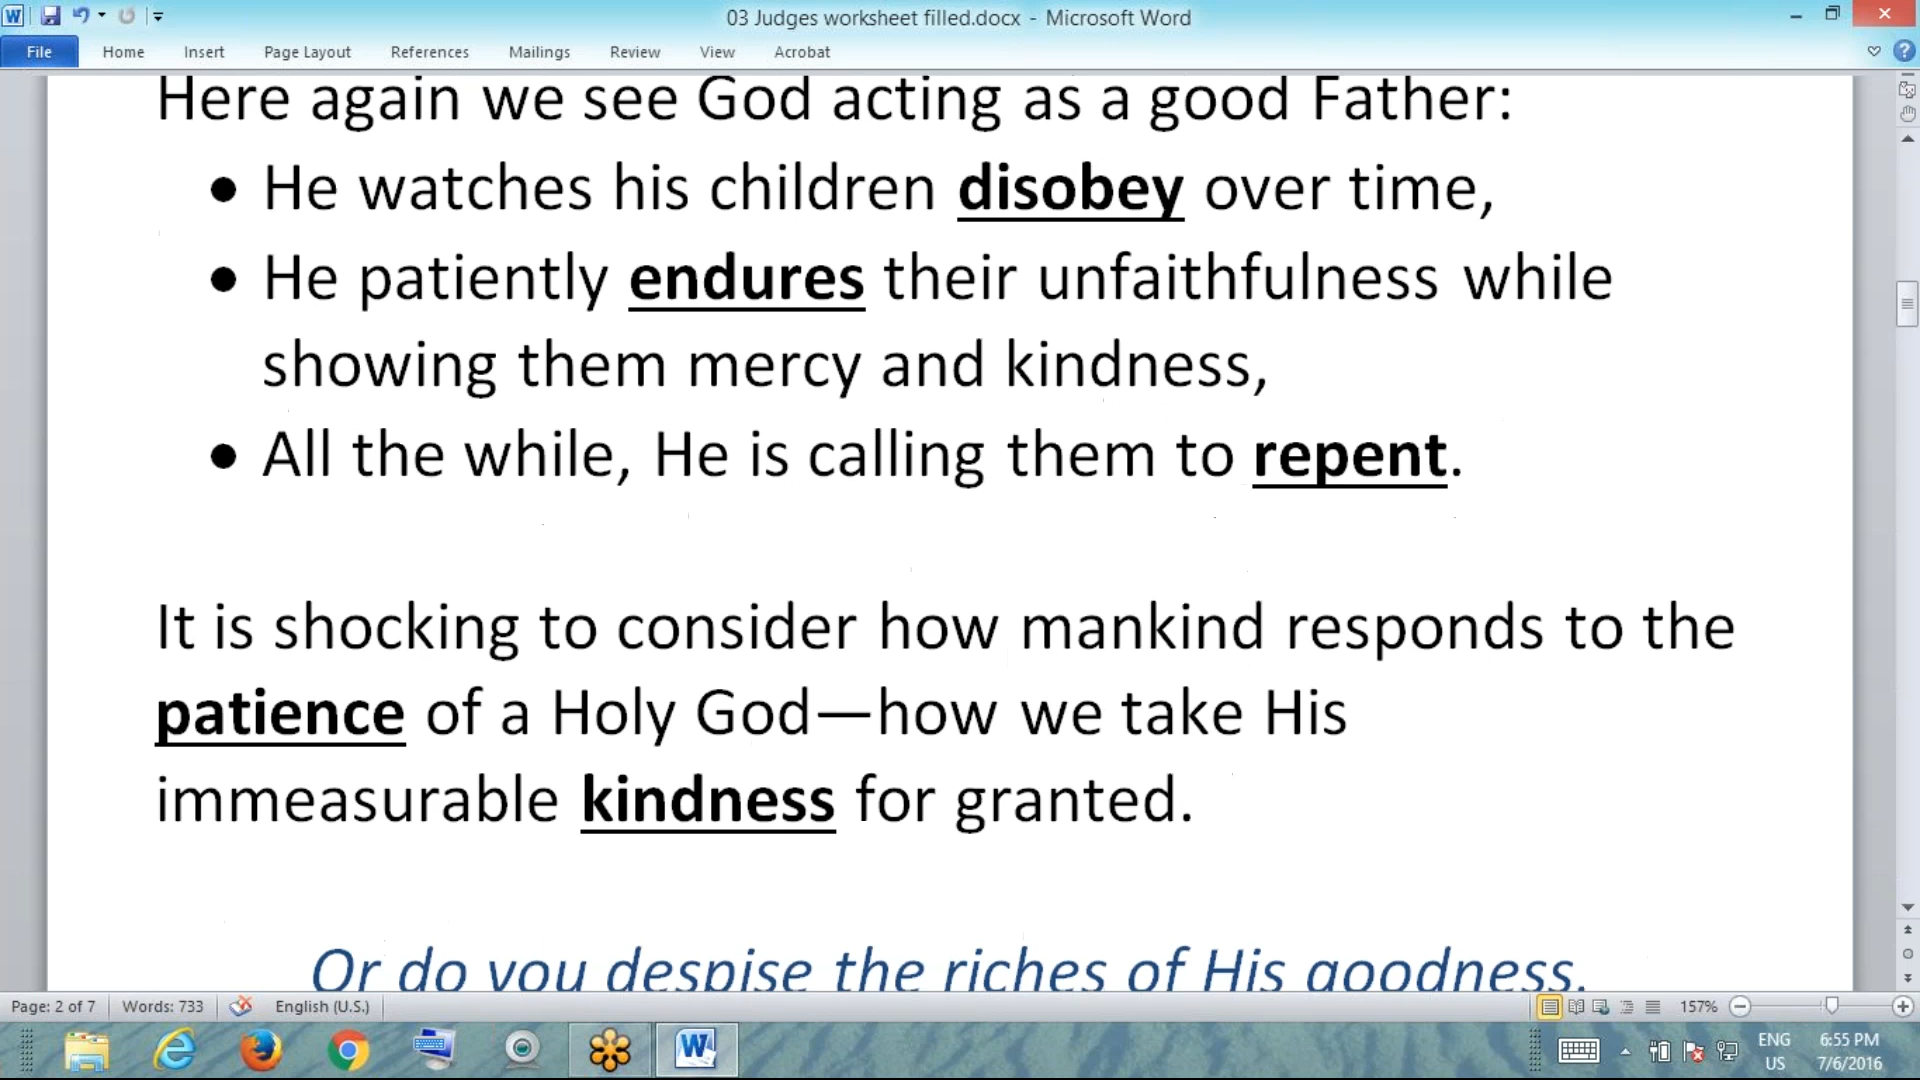 03 Judges worksheet filled.docx - Microsoft Word
File Home Insert Page Layout References Mailings Review View Acrobat
Here again we see God acting as a good Father:
• He watches his children disobey over time,
• He patiently endures their unfaithfulness while
showing them mercy and kindness,
• All the while, He is calling them to repent.
It is shocking to consider how mankind responds to the
patience of a Holy God—how we take His
immeasurable kindness for granted.
Or do you despise the riches of His goodness,
Page: 2 of 7 Words: 733 English (U.S.) 157%
ENG 6:55 PM
US 7/6/2016